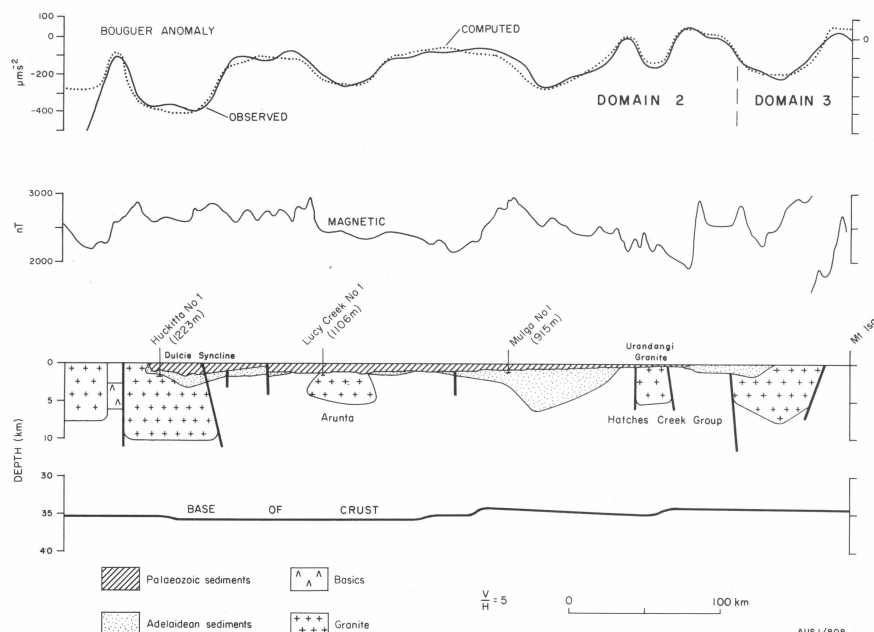 100
0
-200
-400
μms⁻²
BOUGUER ANOMALY
COMPUTED
OBSERVED
DOMAIN 2
DOMAIN 3
0
3000
2000
nT
MAGNETIC
Huckitta No 1
(1223m)
Lucy Creek No 1
(1106m)
Mulga No 1
(915m)
Mt Isa
Dulcie Syncline
Urandangi
Granite
0
5
10
DEPTH (km)
Arunta
Hatches Creek Group
30
35
40
BASE OF CRUST
Palaeozoic sediments
Basics
Adelaidean sediments
Granite
V/H = 5
0 100 km